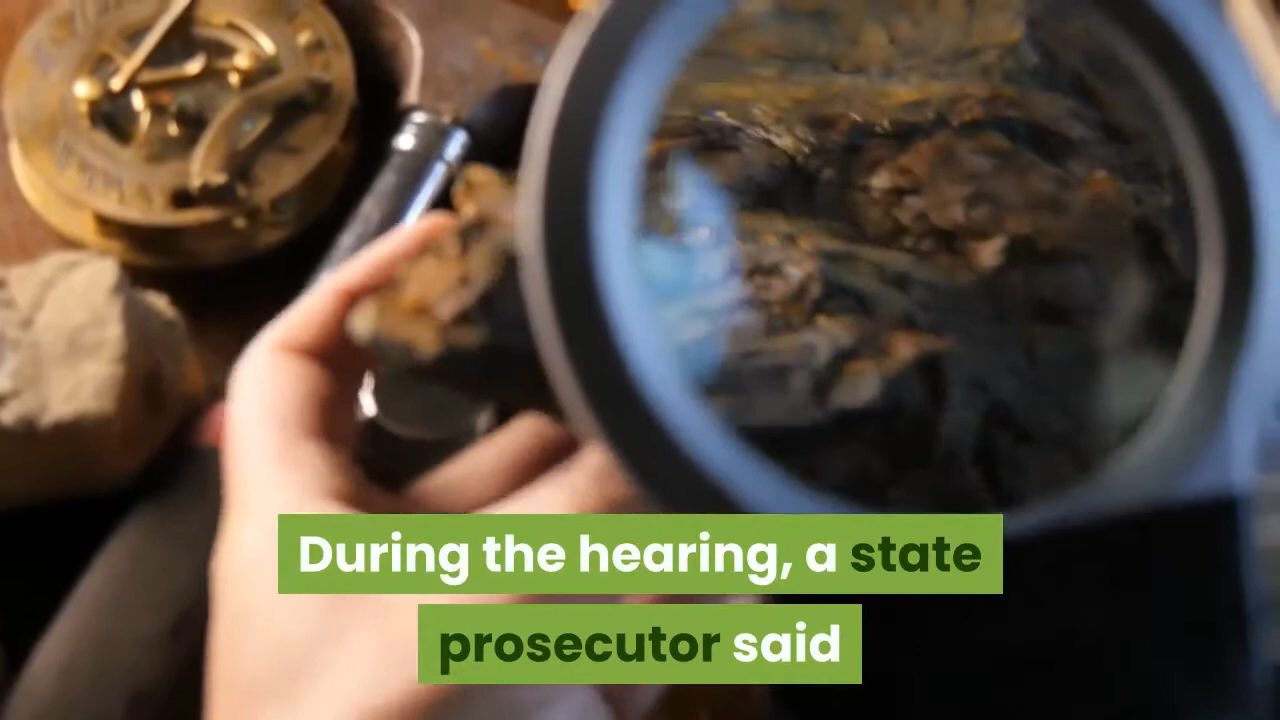 During the hearing, a state
prosecutor said